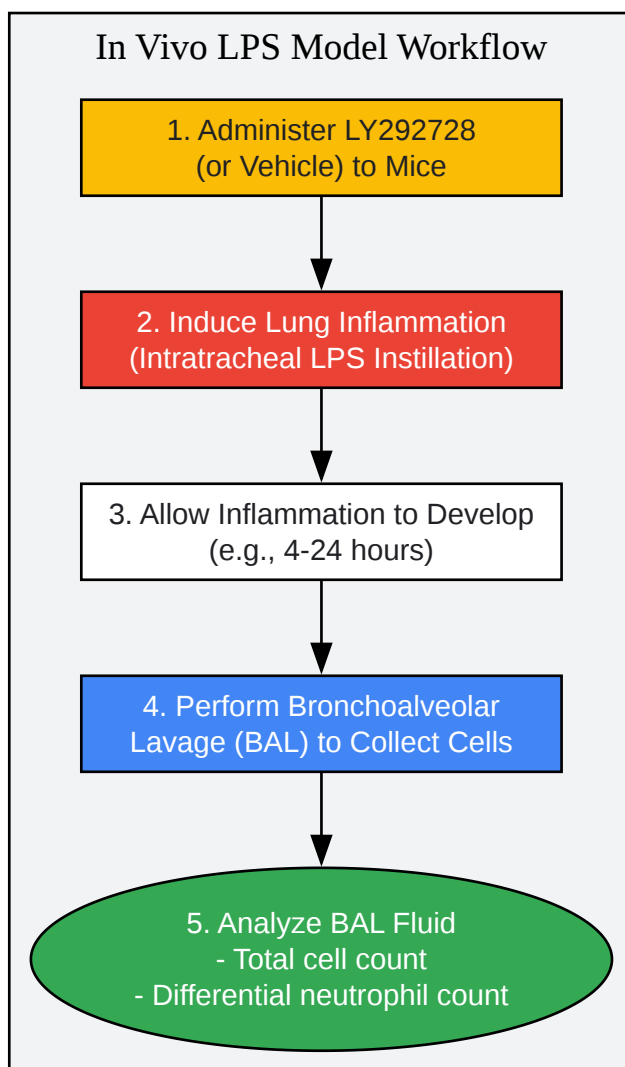 In Vivo LPS Model Workflow
1. Administer LY292728
(or Vehicle) to Mice
2. Induce Lung Inflammation
(Intratracheal LPS Instillation)
3. Allow Inflammation to Develop
(e.g., 4-24 hours)
4. Perform Bronchoalveolar
Lavage (BAL) to Collect Cells
5. Analyze BAL Fluid
- Total cell count
- Differential neutrophil count